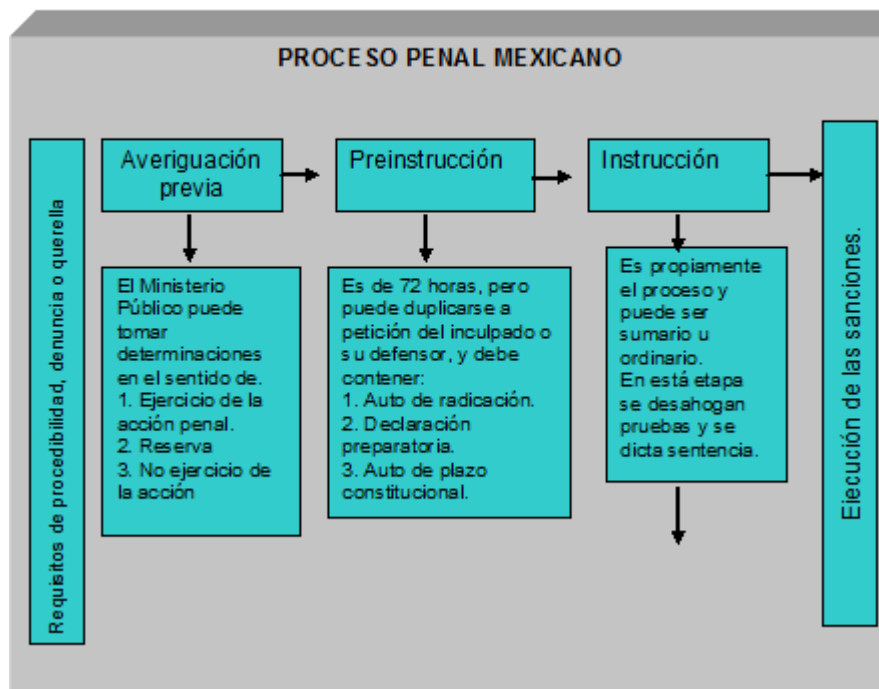 PROCESO PENAL MEXICANO
Requisitos de procedibilidad, denuncia o querella
Averiguación
previa
El Ministerio
Público puede
tomar
determinaciones
en el sentido de.
1. Ejercicio de la
acción penal.
2. Reserva
3. No ejercicio de
la acción
Preinstrucción
Es de 72 horas, pero
puede duplicarse a
petición del inculpado o
su defensor, y debe
contener:
1. Auto de radicación.
2. Declaración
preparatoria.
3. Auto de plazo
constitucional.
Instrucción
Es propiamente
el proceso y
puede ser
sumario u
ordinario.
En está etapa
se desahogan
pruebas y se
dicta sentencia.
Ejecución de las sanciones.